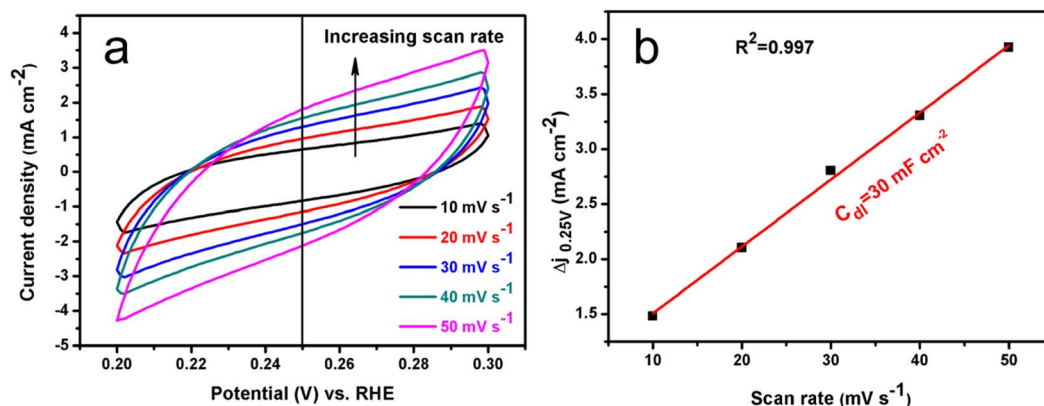 a
Increasing scan rate
Current density (mA cm⁻²)
4
3
2
1
0
-1
-2
-3
-4
-5
10 mV s⁻¹
20 mV s⁻¹
30 mV s⁻¹
40 mV s⁻¹
50 mV s⁻¹
0.20 0.22 0.24 0.26 0.28 0.30
Potential (V) vs. RHE
b
R²=0.997
Δj 0.25V (mA cm⁻²)
4.0
3.5
3.0
2.5
2.0
1.5
Cdl=30 mF cm⁻²
10 20 30 40 50
Scan rate (mV s⁻¹)